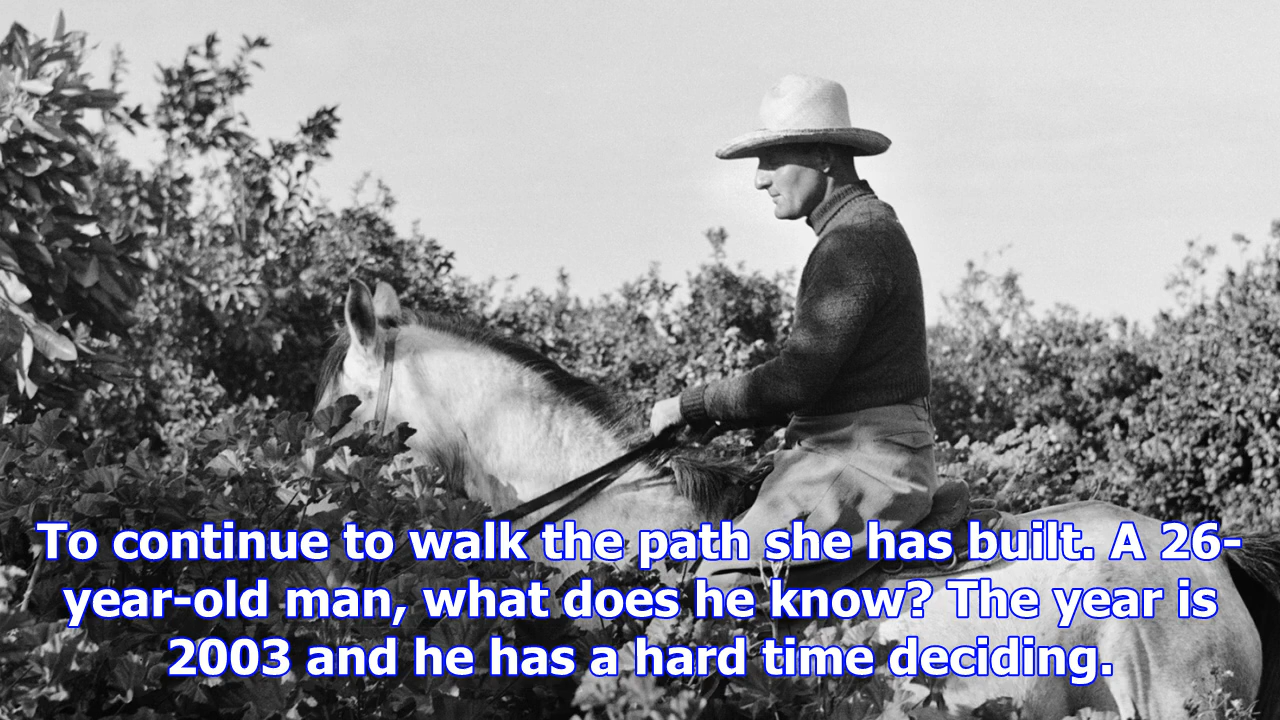 To continue to walk the path she has built. A 26-
year-old man, what does he know? The year is
2003 and he has a hard time deciding.